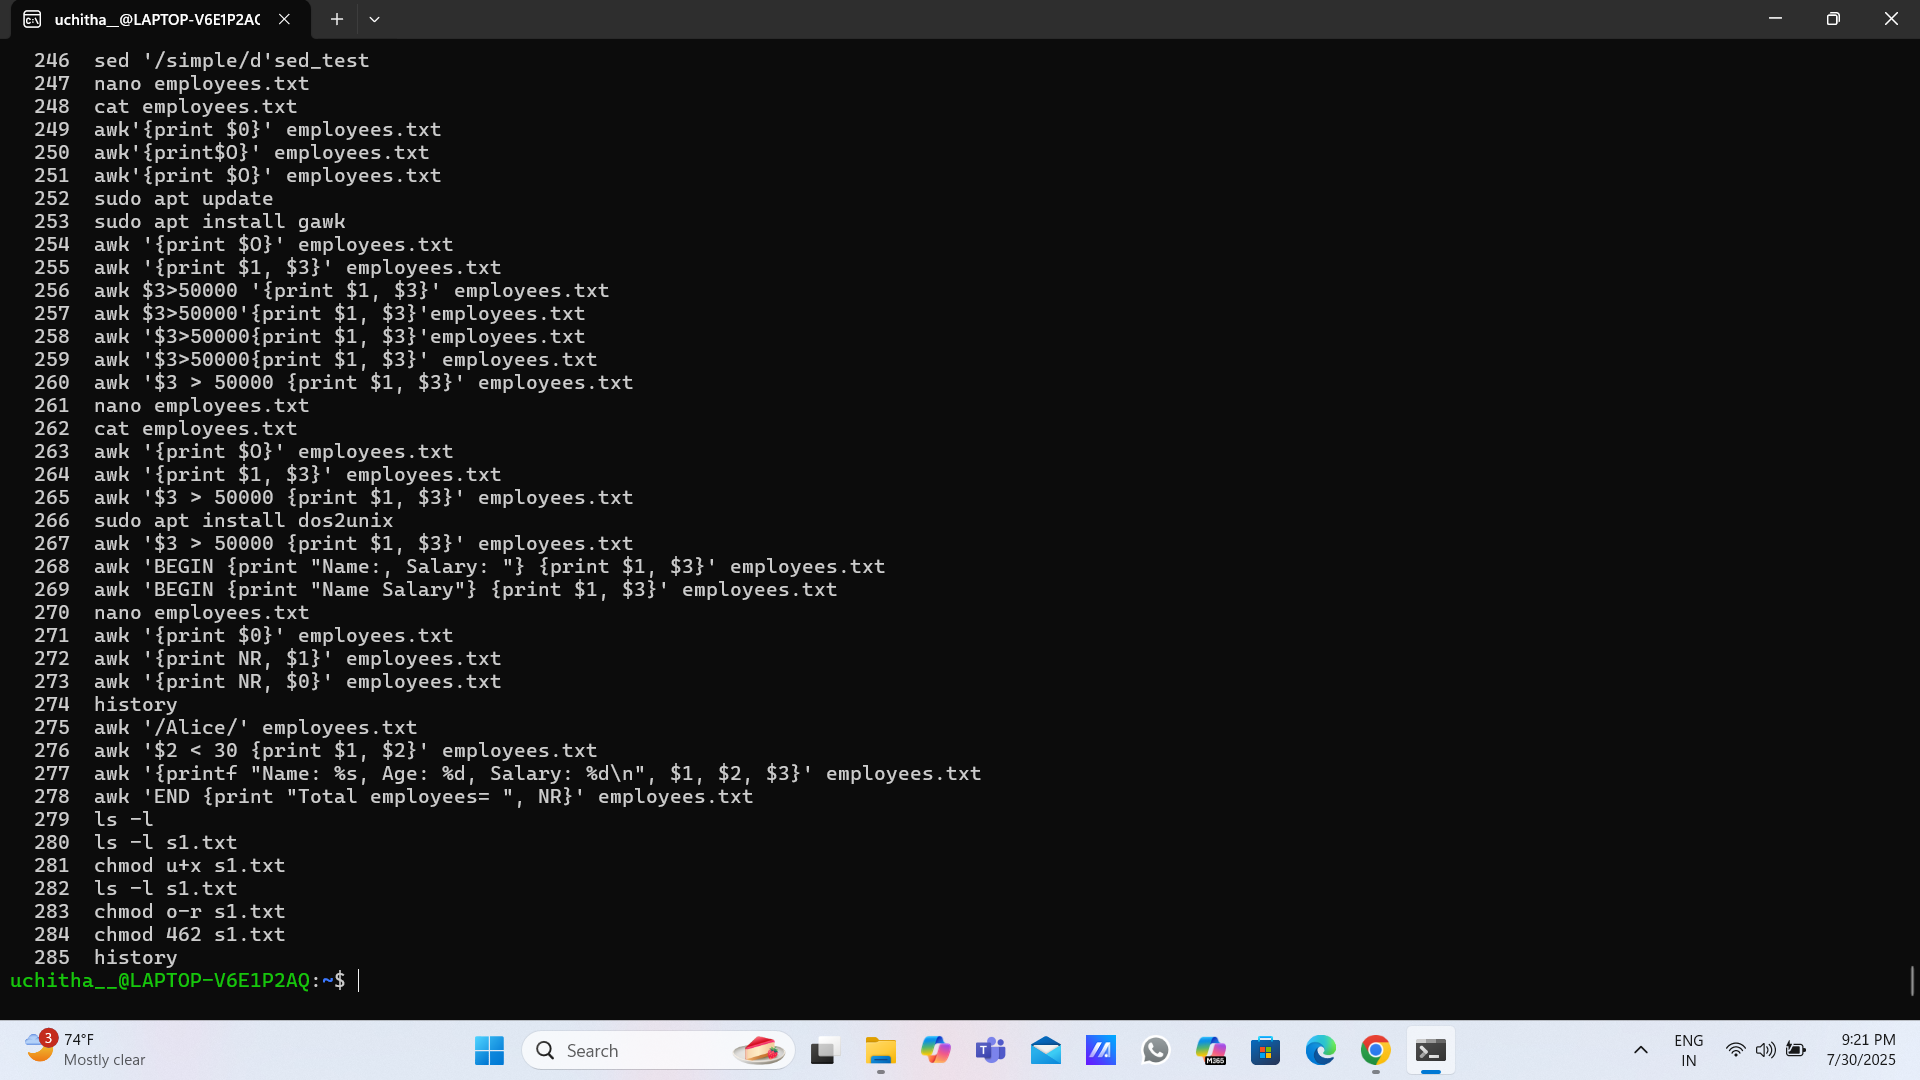 uchitha__@LAPTOP-V6E1P2AQ
246 sed '/simple/d'sed_test
247 nano employees.txt
248 cat employees.txt
249 awk'{print $0}' employees.txt
250 awk'{print$O}' employees.txt
251 awk'{print $O}' employees.txt
252 sudo apt update
253 sudo apt install gawk
254 awk '{print $O}' employees.txt
255 awk '{print $1, $3}' employees.txt
256 awk $3>50000 '{print $1, $3}' employees.txt
257 awk $3>50000'{print $1, $3}'employees.txt
258 awk '$3>50000{print $1, $3}'employees.txt
259 awk '$3>50000{print $1, $3}' employees.txt
260 awk '$3 > 50000 {print $1, $3}' employees.txt
261 nano employees.txt
262 cat employees.txt
263 awk '{print $O}' employees.txt
264 awk '{print $1, $3}' employees.txt
265 awk '$3 > 50000 {print $1, $3}' employees.txt
266 sudo apt install dos2unix
267 awk '$3 > 50000 {print $1, $3}' employees.txt
268 awk 'BEGIN {print "Name:, Salary: "} {print $1, $3}' employees.txt
269 awk 'BEGIN {print "Name Salary"} {print $1, $3}' employees.txt
270 nano employees.txt
271 awk '{print $0}' employees.txt
272 awk '{print NR, $1}' employees.txt
273 awk '{print NR, $0}' employees.txt
274 history
275 awk '/Alice/' employees.txt
276 awk '$2 < 30 {print $1, $2}' employees.txt
277 awk '{printf "Name: %s, Age: %d, Salary: %d\n", $1, $2, $3}' employees.txt
278 awk 'END {print "Total employees= ", NR}' employees.txt
279 ls -l
280 ls -l s1.txt
281 chmod u+x s1.txt
282 ls -l s1.txt
283 chmod o-r s1.txt
284 chmod 462 s1.txt
285 history
uchitha__@LAPTOP-V6E1P2AQ:~$
3 74°F
Mostly clear
Search
M365
ENG
IN
9:21 PM
7/30/2025